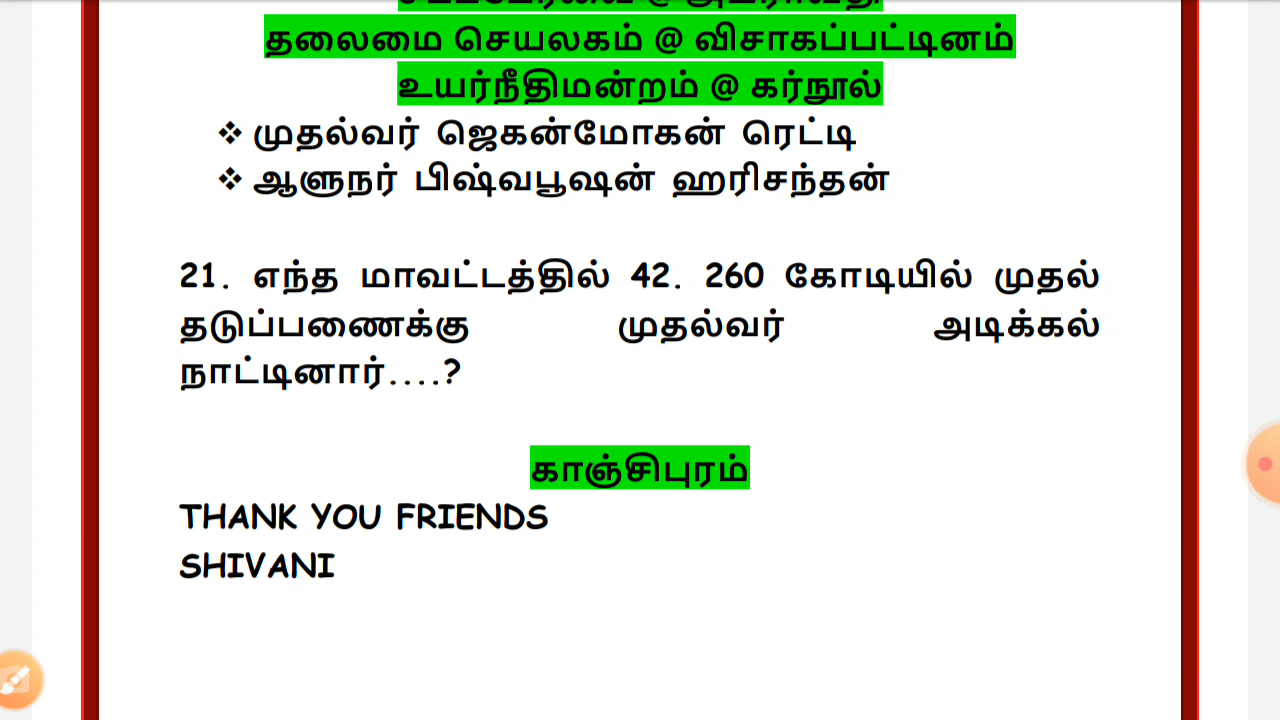 தலைமை செயலகம் @ விசாகப்பட்டினம்
உயர்நீதிமன்றம் @ கர்நூல்
❖ முதல்வர் ஜெகன்மோகன் ரெட்டி
❖ ஆளுநர் பிஷ்வபூஷன் ஹரிசந்தன்
21. எந்த மாவட்டத்தில் 42. 260 கோடியில் முதல்
தடுப்பணைக்கு முதல்வர் அடிக்கல்
நாட்டினார்....?
காஞ்சிபுரம்
THANK YOU FRIENDS
SHIVANI